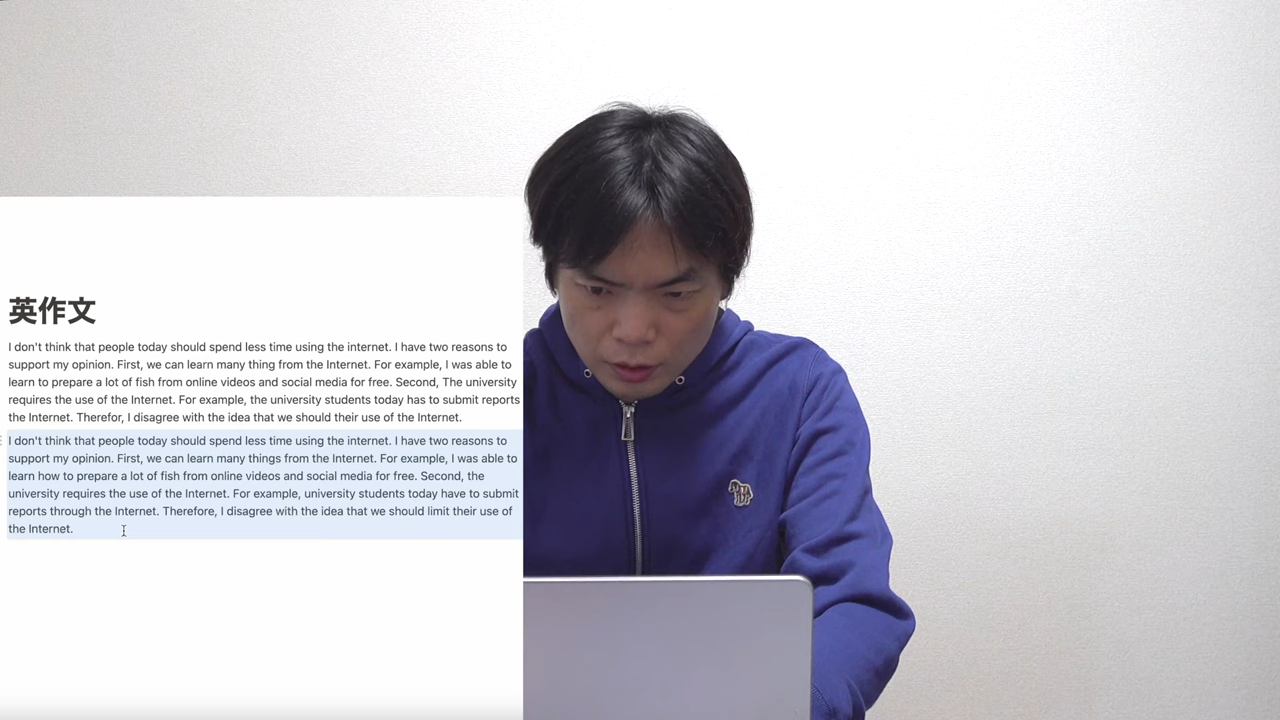 英作文
I don't think that people today should spend less time using the internet. I have two reasons to
support my opinion. First, we can learn many thing from the Internet. For example, I was able to
learn to prepare a lot of fish from online videos and social media for free. Second, The university
requires the use of the Internet. For example, the university students today has to submit reports
the Internet. Therefor, I disagree with the idea that we should their use of the Internet.
I don't think that people today should spend less time using the internet. I have two reasons to
support my opinion. First, we can learn many things from the Internet. For example, I was able to
learn how to prepare a lot of fish from online videos and social media for free. Second, the
university requires the use of the Internet. For example, university students today have to submit
reports through the Internet. Therefore, I disagree with the idea that we should limit their use of
the Internet.